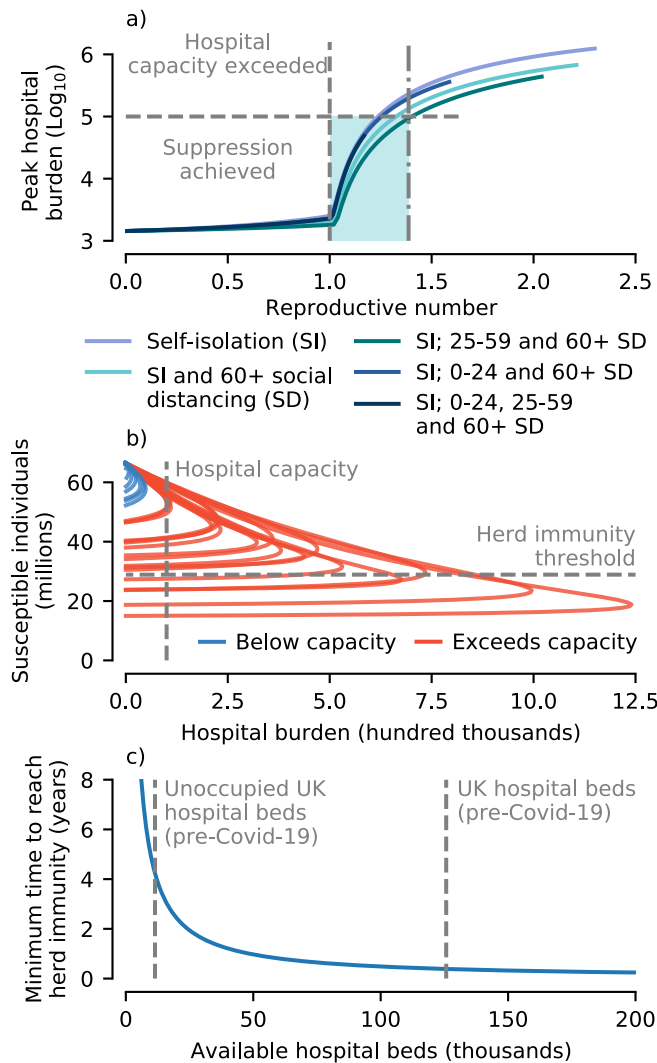 a)
Hospital
capacity exceeded
Suppression
achieved
Peak hospital
burden (Log10)
6
5
4
3
0.0 0.5 1.0 1.5 2.0 2.5
Reproductive number
Self-isolation (SI)
SI and 60+ social
distancing (SD)
SI; 25-59 and 60+ SD
SI; 0-24 and 60+ SD
SI; 0-24, 25-59
and 60+ SD
b)
Hospital capacity
Herd immunity
threshold
Susceptible individuals
(millions)
60
40
20
0
Below capacity
Exceeds capacity
0.0 2.5 5.0 7.5 10.0 12.5
Hospital burden (hundred thousands)
c)
Unoccupied UK
hospital beds
(pre-Covid-19)
UK hospital beds
(pre-Covid-19)
Minimum time to reach
herd immunity (years)
8
6
4
2
0
0 50 100 150 200
Available hospital beds (thousands)